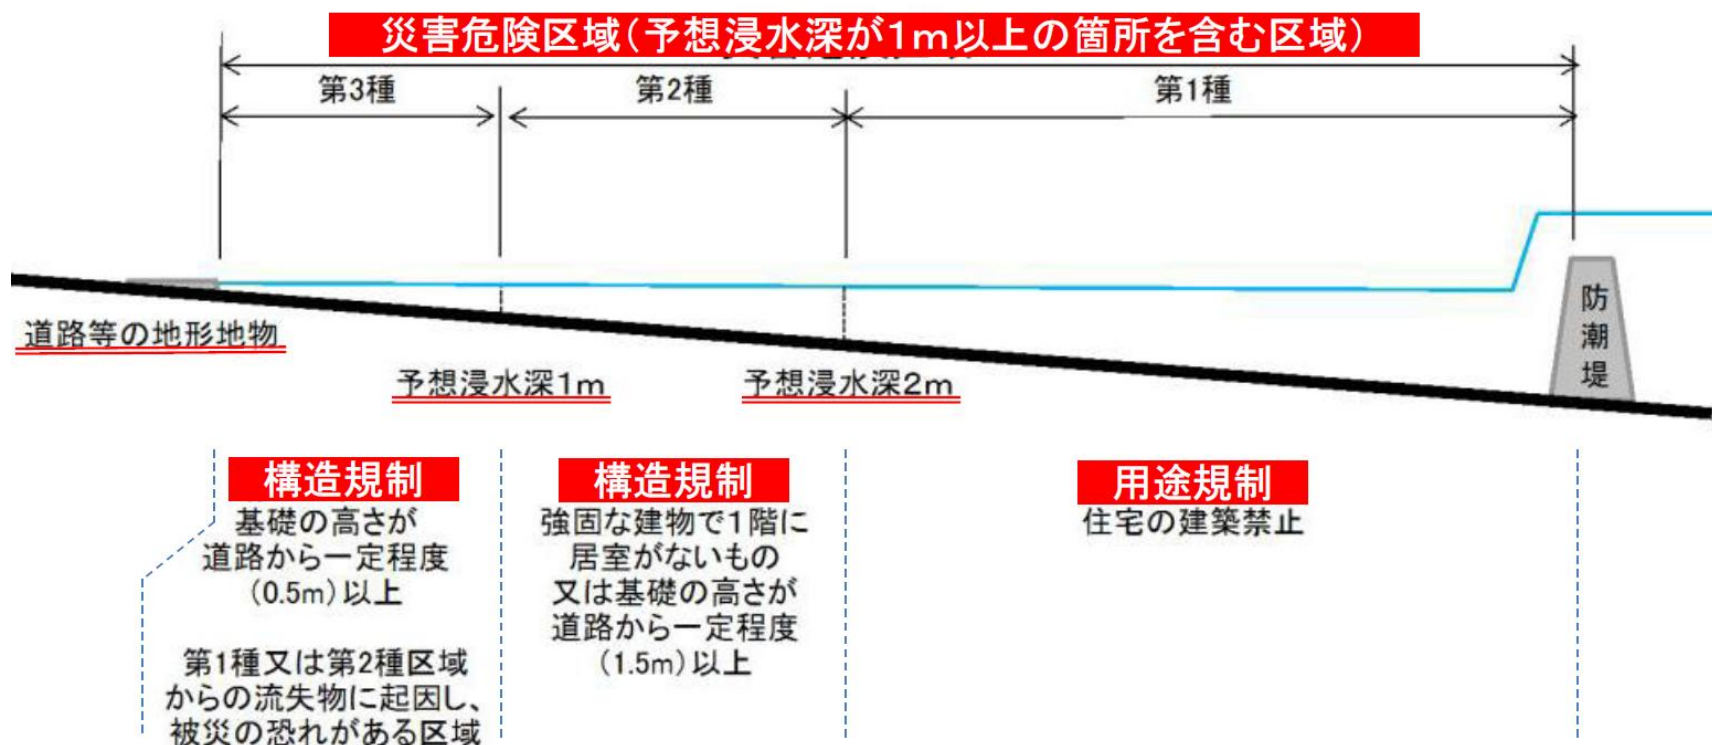 災害危険区域（予想浸水深が1ｍ以上の箇所を含む区域）
第3種
第2種
第1種
防潮堤
道路等の地形地物
予想浸水深1ｍ
予想浸水深2ｍ
構造規制
基礎の高さが
道路から一定程度
（0.5m）以上
第1種又は第2種区域
からの流失物に起因し、
被災の恐れがある区域
構造規制
強固な建物で1階に
居室がないもの
又は基礎の高さが
道路から一定程度
（1.5m）以上
用途規制
住宅の建築禁止